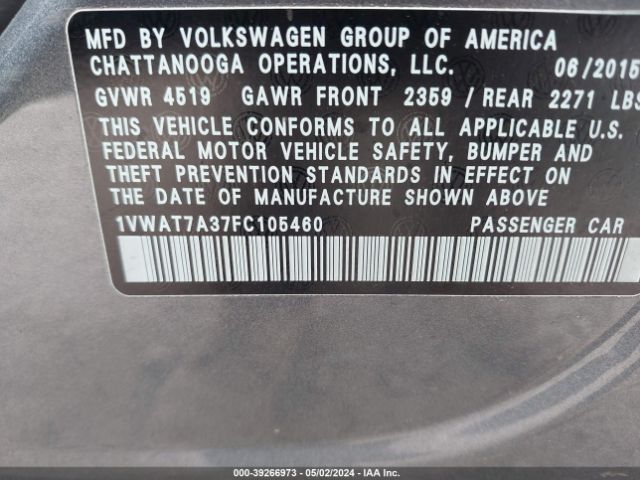 MFD BY VOLKSWAGEN GROUP OF AMERICA
CHATTANOOGA OPERATIONS, LLC. 06/2015
GVWR 4519 GAWR FRONT 2359 / REAR 2271 LBS
THIS VEHICLE CONFORMS TO ALL APPLICABLE U.S.
FEDERAL MOTOR VEHICLE SAFETY, BUMPER AND
THEFT PREVENTION STANDARDS IN EFFECT ON
THE DATE OF MANUFACTURE SHOWN ABOVE
1VWAT7A37FC105460 PASSENGER CAR
000-39266973 - 05/02/2024 - IAA Inc.